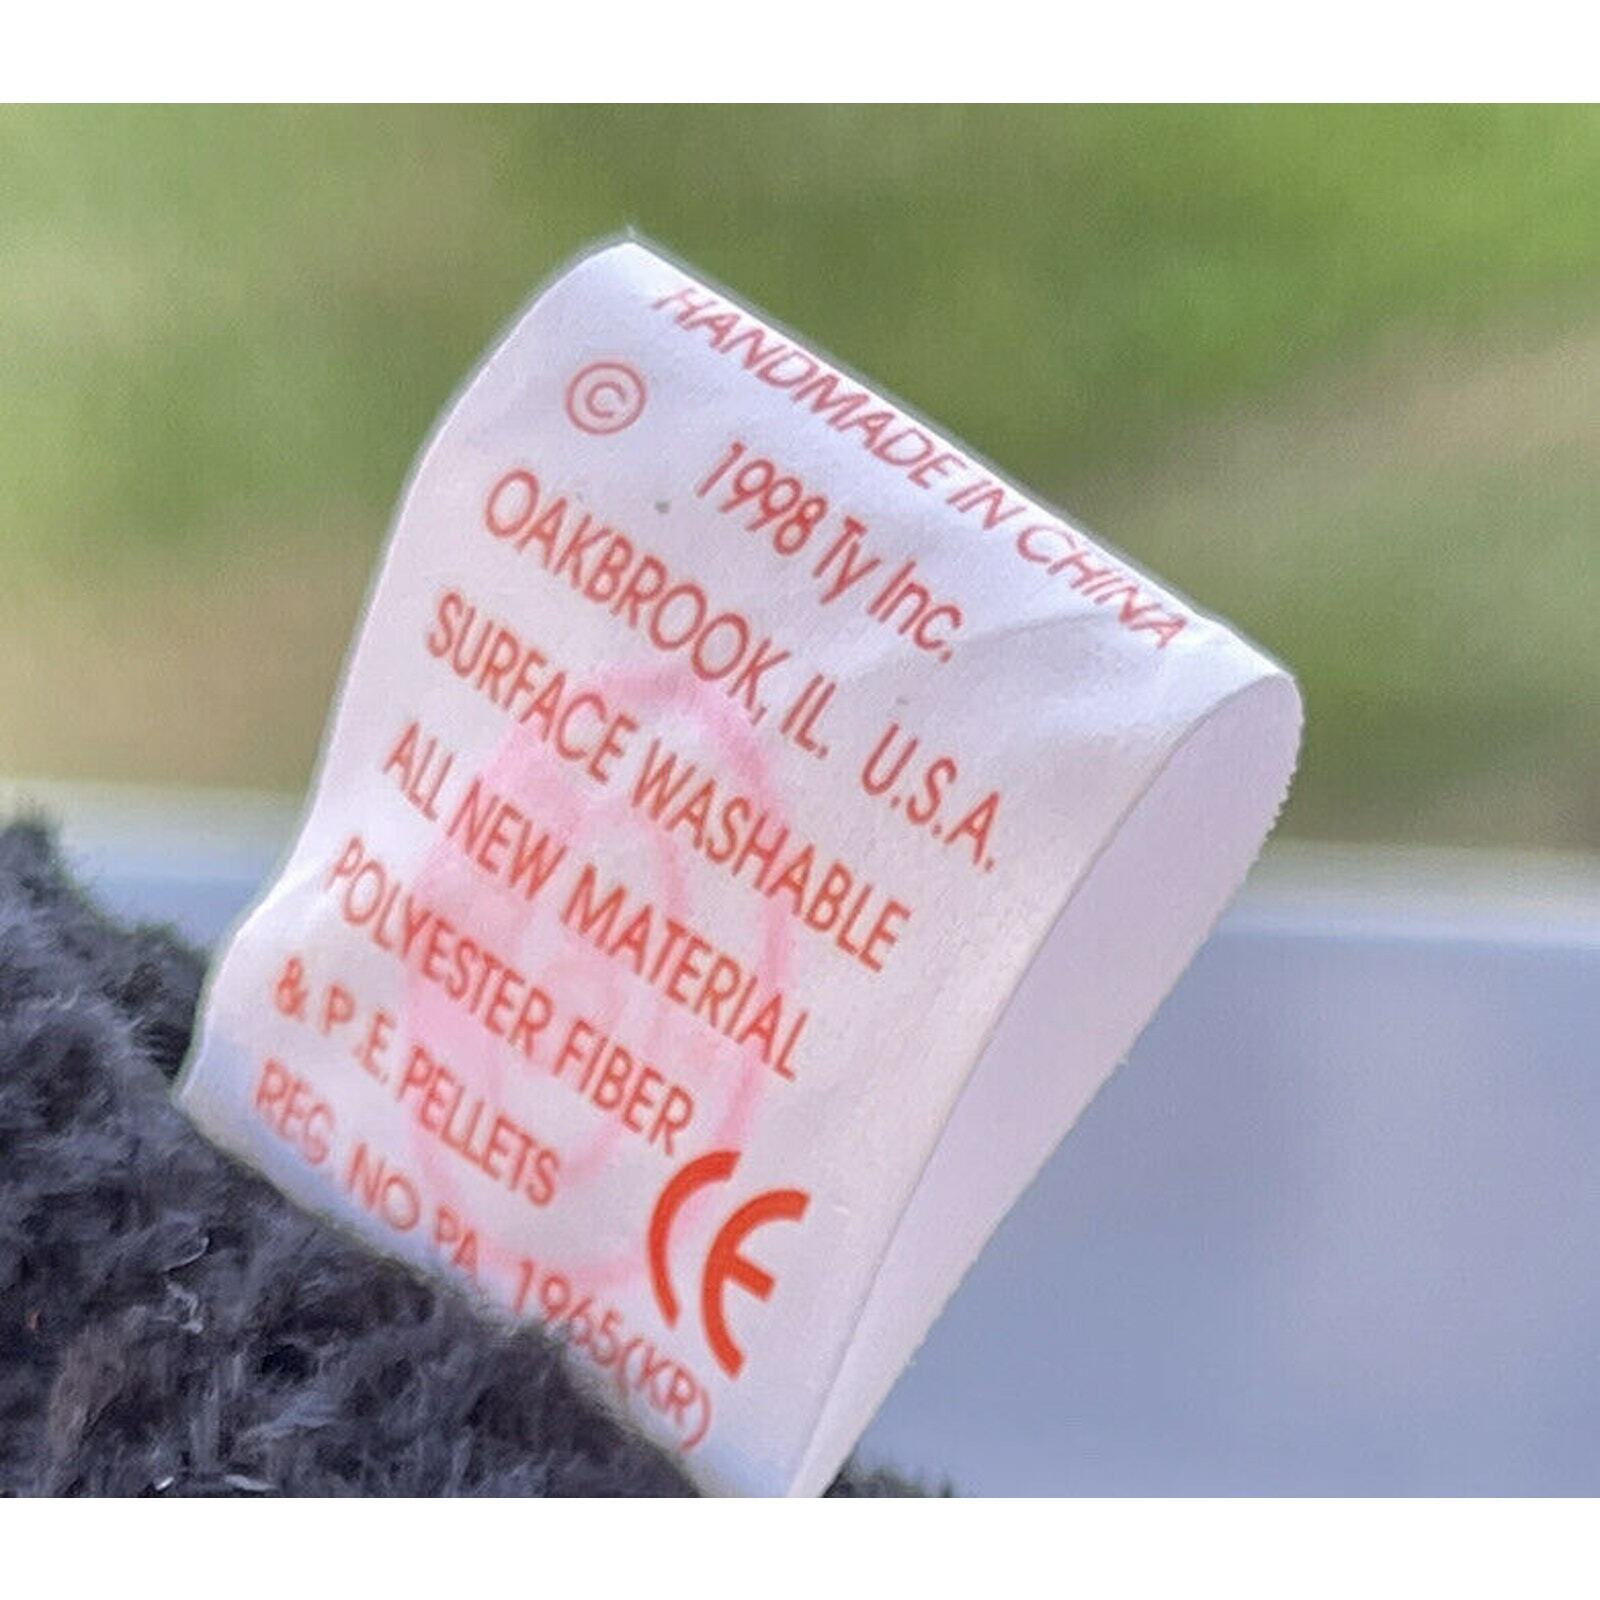 HANDMADE IN CHINA
© 1998 Ty Inc.
OAKBROOK, IL. U.S.A.
SURFACE WASHABLE
ALL NEW MATERIAL
POLYESTER FIBER
& P.E. PELLETS CE
REG. NO PA. 1965(KR)